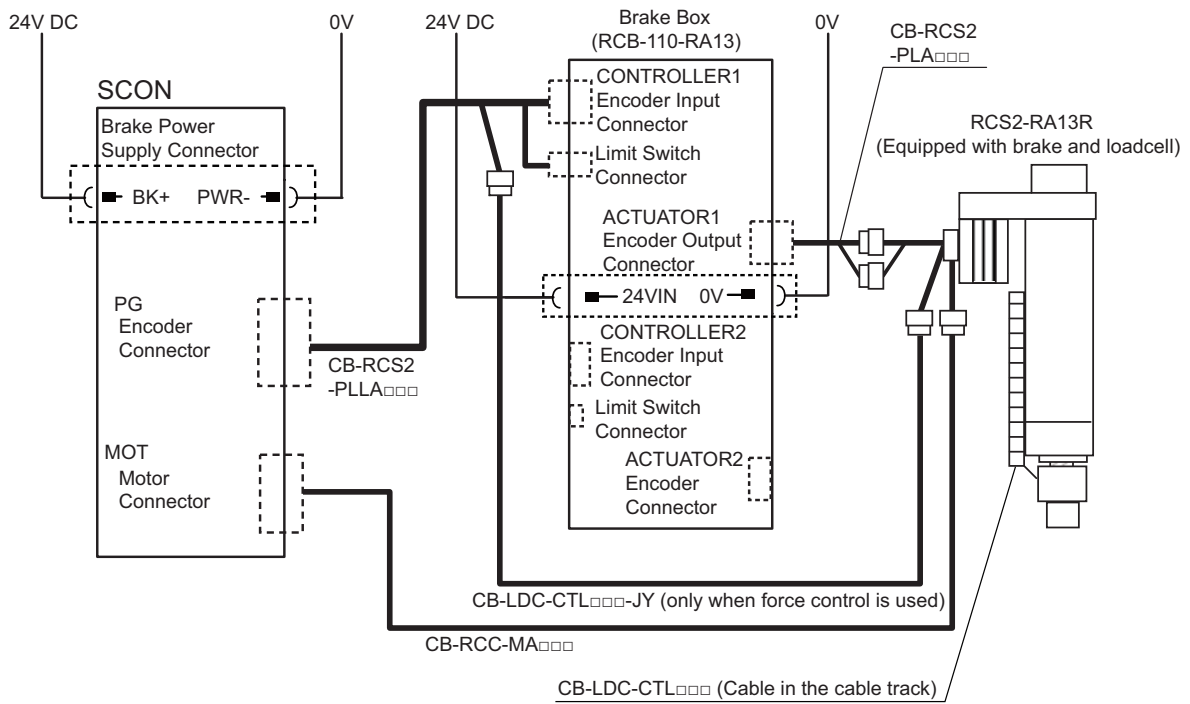 24V DC
0V
24V DC
Brake Box
(RCB-110-RA13)
0V
CB-RCS2
-PLA□□□
SCON
Brake Power
Supply Connector
BK+
PWR-
PG
Encoder
Connector
CB-RCS2
-PLLA□□□
MOT
Motor
Connector
CONTROLLER1
Encoder Input
Connector
Limit Switch
Connector
ACTUATOR1
Encoder Output
Connector
24VIN
0V
CONTROLLER2
Encoder Input
Connector
Limit Switch
Connector
ACTUATOR2
Encoder
Connector
RCS2-RA13R
(Equipped with brake and loadcell)
CB-LDC-CTL□□□-JY (only when force control is used)
CB-RCC-MA□□□
CB-LDC-CTL□□□ (Cable in the cable track)